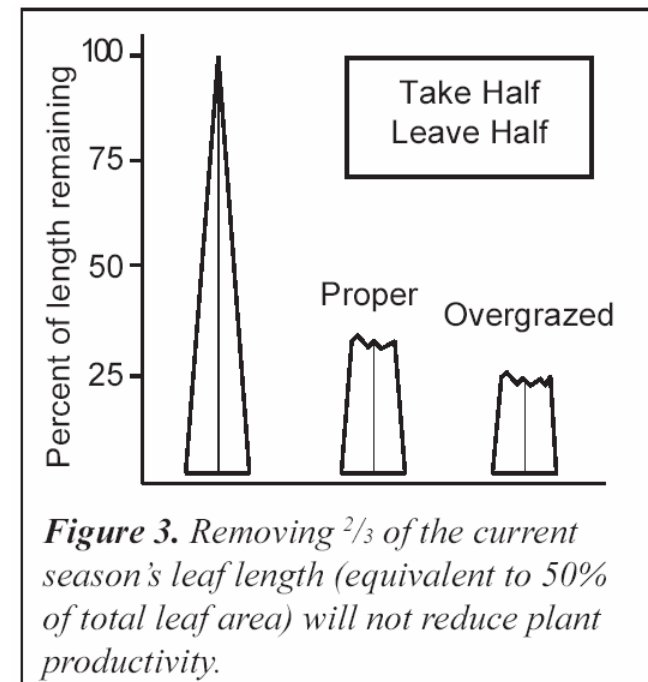 Percent of length remaining
100
75
50
25
Take Half
Leave Half
Proper
Overgrazed
Figure 3. Removing 2/3 of the current
season's leaf length (equivalent to 50%
of total leaf area) will not reduce plant
productivity.